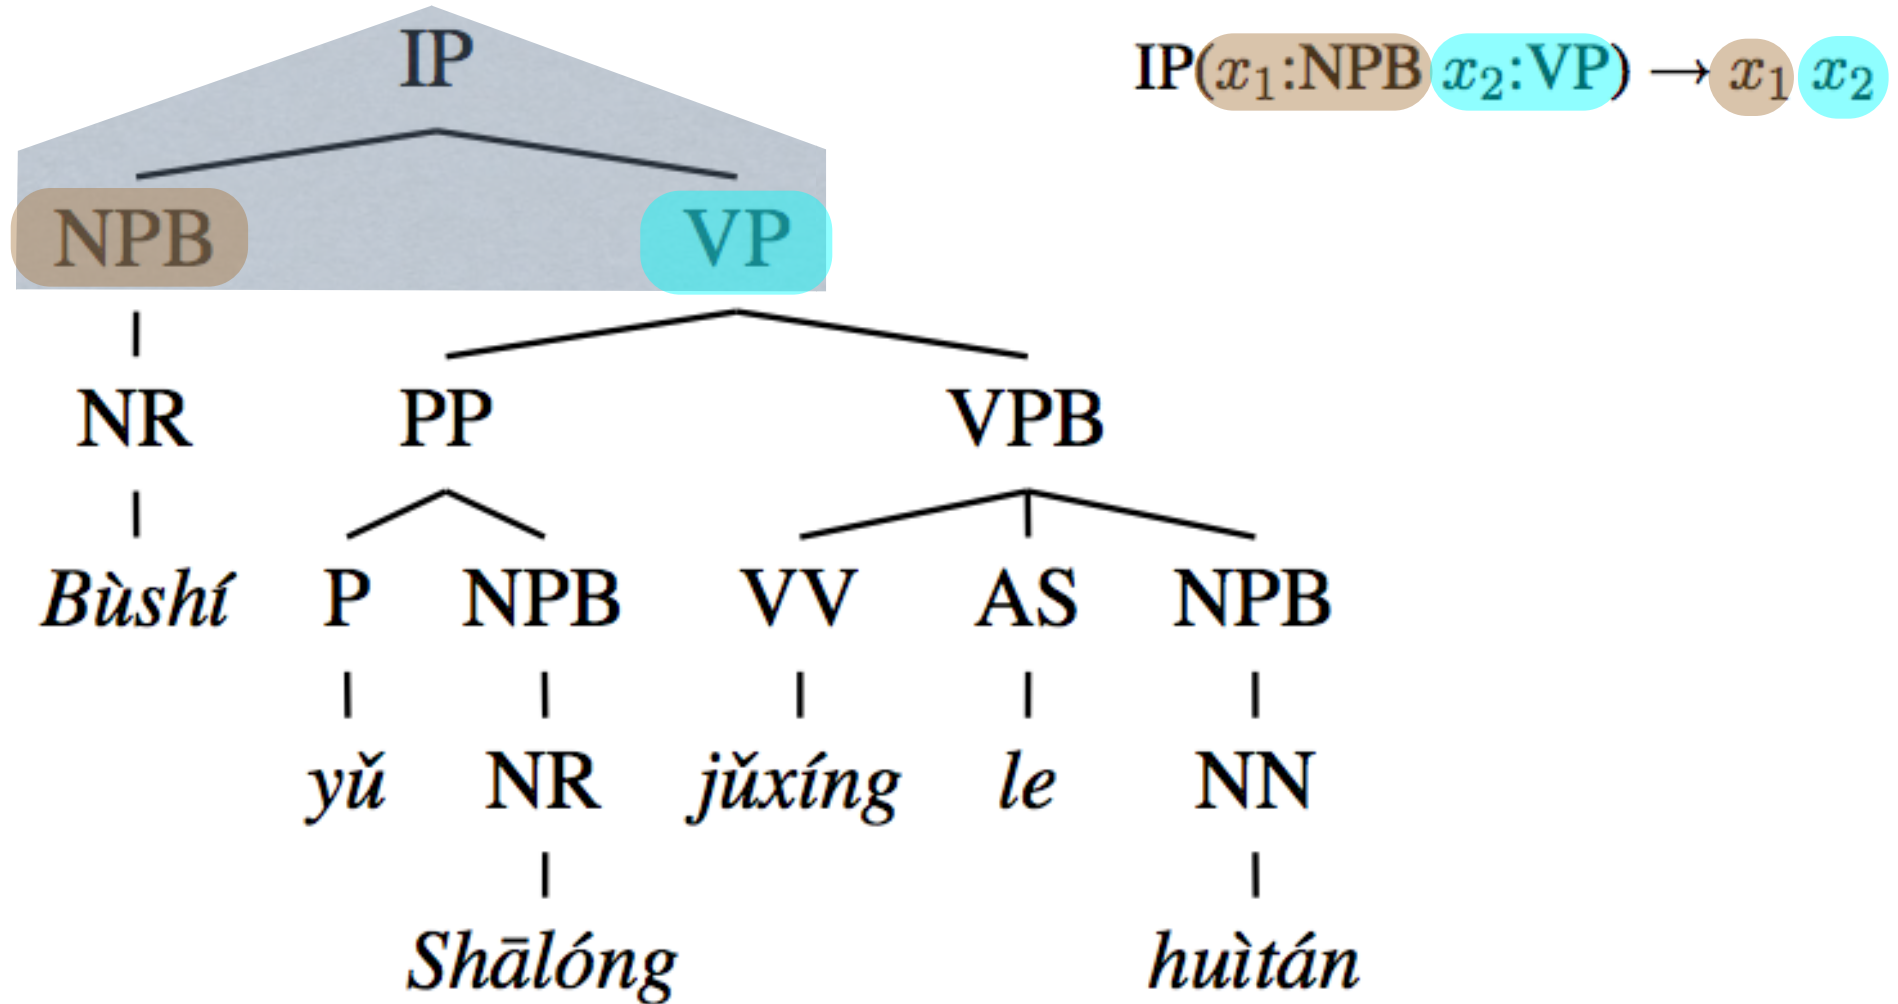 IP
IP(x₁:NPB x₂:VP) → x₁ x₂
NPB VP
NR PP VPB
Bùshí P NPB VV AS NPB
yǔ NR jǔxíng le NN
Shālóng huìtán